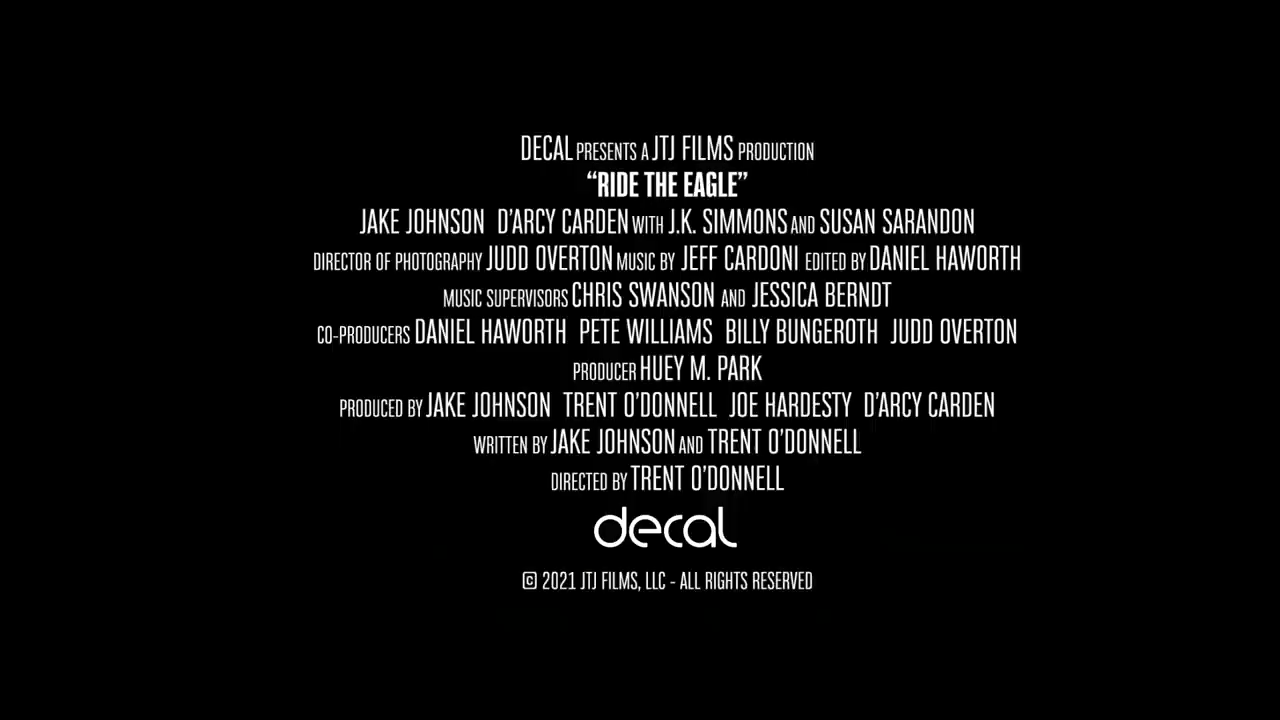 DECAL PRESENTS A JTJ FILMS PRODUCTION
“RIDE THE EAGLE”
JAKE JOHNSON D’ARCY CARDEN WITH J.K. SIMMONS AND SUSAN SARANDON
DIRECTOR OF PHOTOGRAPHY JUDD OVERTON MUSIC BY JEFF CARDONI EDITED BY DANIEL HAWORTH
MUSIC SUPERVISORS CHRIS SWANSON AND JESSICA BERNDT
CO-PRODUCERS DANIEL HAWORTH PETE WILLIAMS BILLY BUNGEROTH JUDD OVERTON
PRODUCER HUEY M. PARK
PRODUCED BY JAKE JOHNSON TRENT O’DONNELL JOE HARDESTY D’ARCY CARDEN
WRITTEN BY JAKE JOHNSON AND TRENT O’DONNELL
DIRECTED BY TRENT O’DONNELL
decal
© 2021 JTJ FILMS, LLC - ALL RIGHTS RESERVED